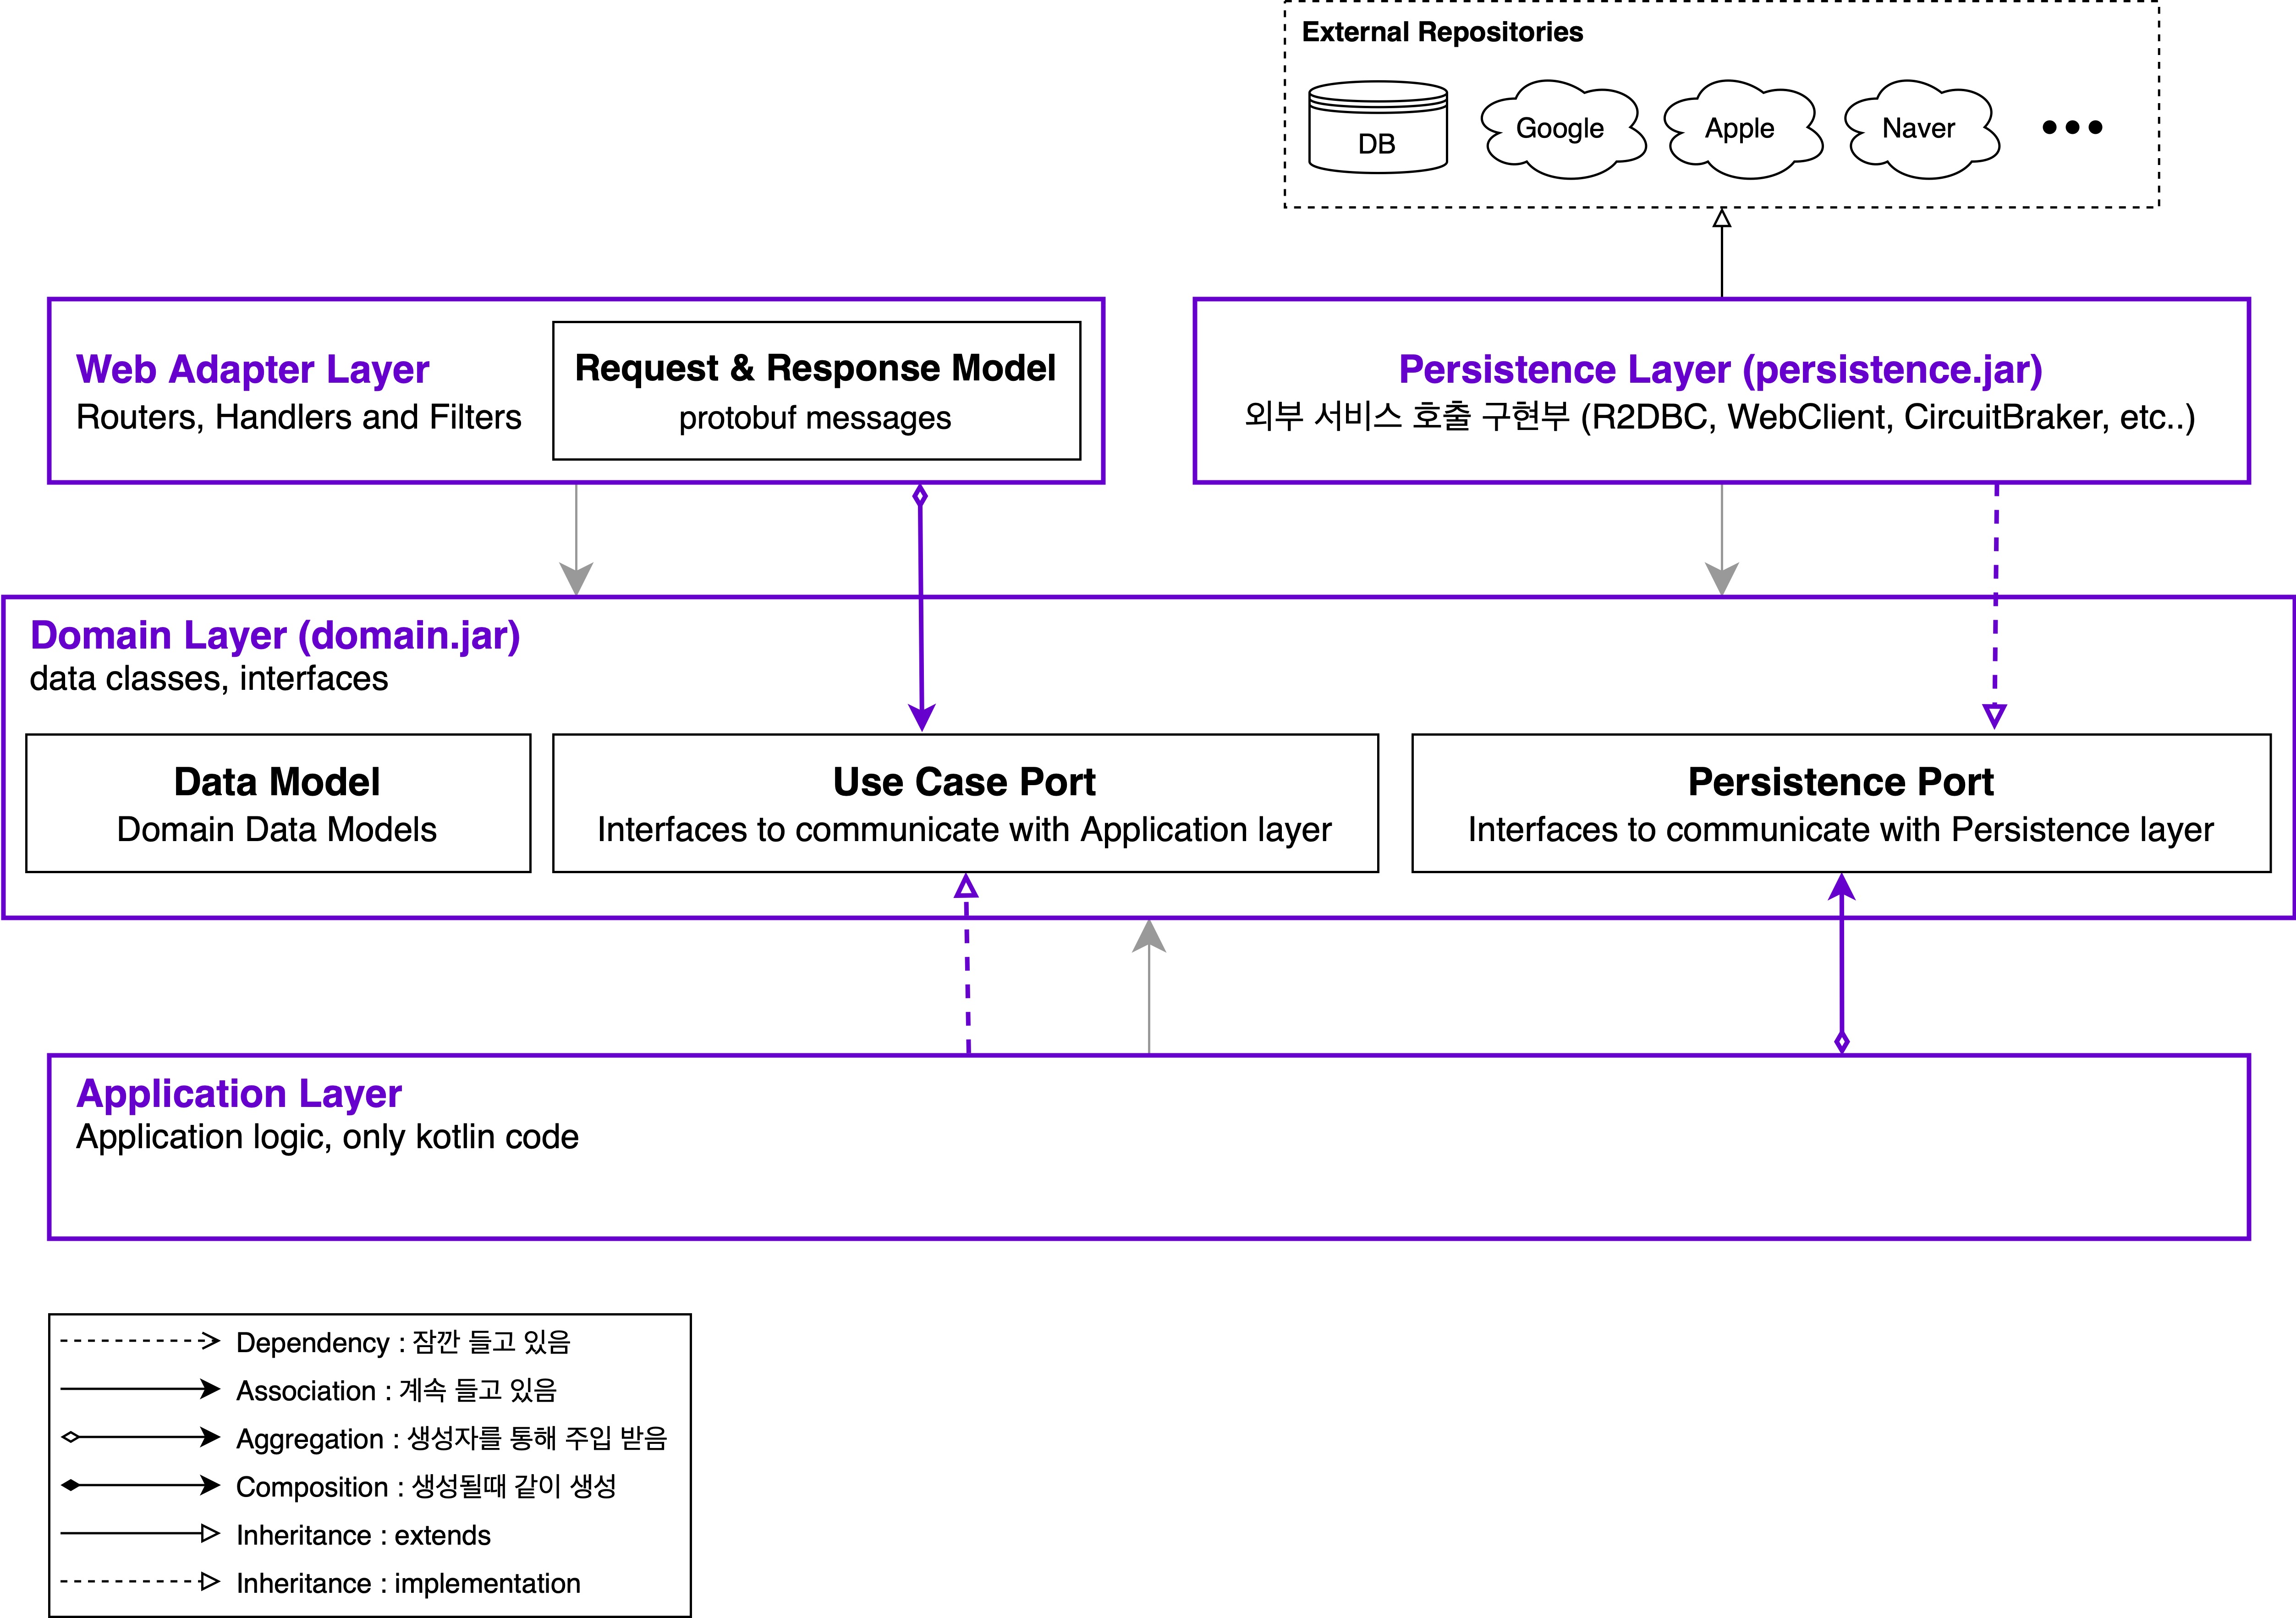 External Repositories
DB
Google
Apple
Naver
Web Adapter Layer
Routers, Handlers and Filters
Request & Response Model
protobuf messages
Persistence Layer (persistence.jar)
외부 서비스 호출 구현부 (R2DBC, WebClient, CircuitBraker, etc..)
Domain Layer (domain.jar)
data classes, interfaces
Data Model
Domain Data Models
Use Case Port
Interfaces to communicate with Application layer
Persistence Port
Interfaces to communicate with Persistence layer
Application Layer
Application logic, only kotlin code
Dependency : 잠깐 들고 있음
Association : 계속 들고 있음
Aggregation : 생성자를 통해 주입 받음
Composition : 생성될때 같이 생성
Inheritance : extends
Inheritance : implementation